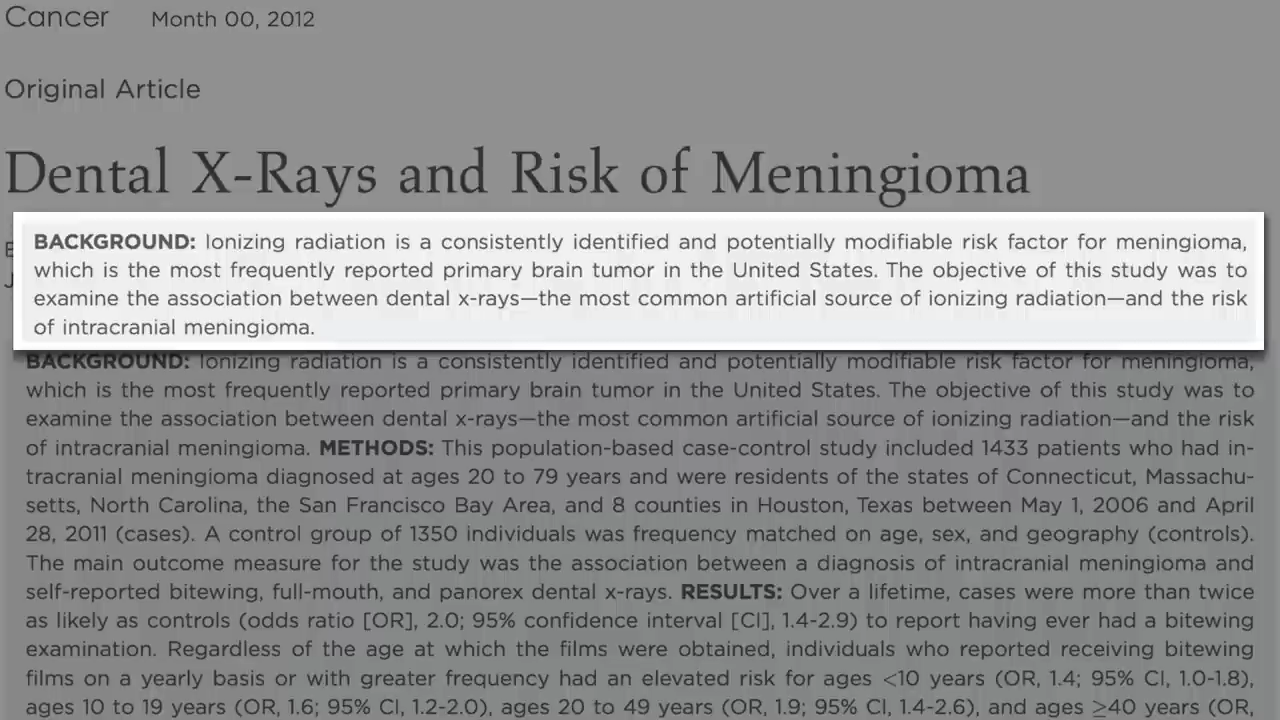 Cancer Month 00, 2012
Original Article
Dental X-Rays and Risk of Meningioma
BACKGROUND: Ionizing radiation is a consistently identified and potentially modifiable risk factor for meningioma,
which is the most frequently reported primary brain tumor in the United States. The objective of this study was to
examine the association between dental x-rays—the most common artificial source of ionizing radiation—and the risk
of intracranial meningioma.
BACKGROUND: Ionizing radiation is a consistently identified and potentially modifiable risk factor for meningioma,
which is the most frequently reported primary brain tumor in the United States. The objective of this study was to
examine the association between dental x-rays—the most common artificial source of ionizing radiation—and the risk
of intracranial meningioma. METHODS: This population-based case-control study included 1433 patients who had in-
tracranial meningioma diagnosed at ages 20 to 79 years and were residents of the states of Connecticut, Massachu-
setts, North Carolina, the San Francisco Bay Area, and 8 counties in Houston, Texas between May 1, 2006 and April
28, 2011 (cases). A control group of 1350 individuals was frequency matched on age, sex, and geography (controls).
The main outcome measure for the study was the association between a diagnosis of intracranial meningioma and
self-reported bitewing, full-mouth, and panorex dental x-rays. RESULTS: Over a lifetime, cases were more than twice
as likely as controls (odds ratio [OR], 2.0; 95% confidence interval [CI], 1.4-2.9) to report having ever had a bitewing
examination. Regardless of the age at which the films were obtained, individuals who reported receiving bitewing
films on a yearly basis or with greater frequency had an elevated risk for ages <10 years (OR, 1.4; 95% CI, 1.0-1.8),
ages 10 to 19 years (OR, 1.6; 95% CI, 1.2-2.0), ages 20 to 49 years (OR, 1.9; 95% CI, 1.4-2.6), and ages ≥40 years (OR,